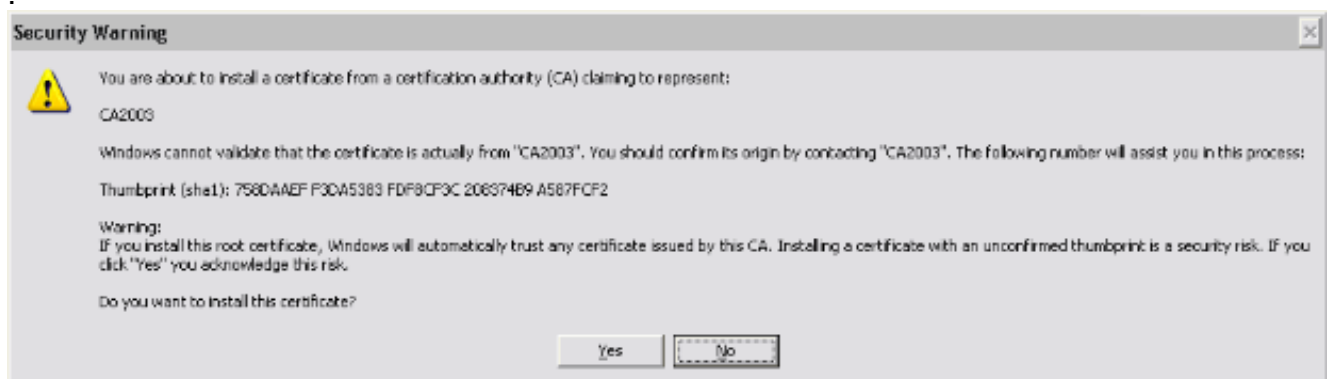 Security Warning
You are about to install a certificate from a certification authority (CA) claiming to represent:
CA2003
Windows cannot validate that the certificate is actually from "CA2003". You should confirm its origin by contacting "CA2003". The following number will assist you in this process:
Thumbprint (sha1): 758DAAEF F3DA5383 FDF8CF3C 208374B9 A587FCF2
Warning:
If you install this root certificate, Windows will automatically trust any certificate issued by this CA. Installing a certificate with an unconfirmed thumbprint is a security risk. If you
click "Yes" you acknowledge this risk.
Do you want to install this certificate?
Yes
No